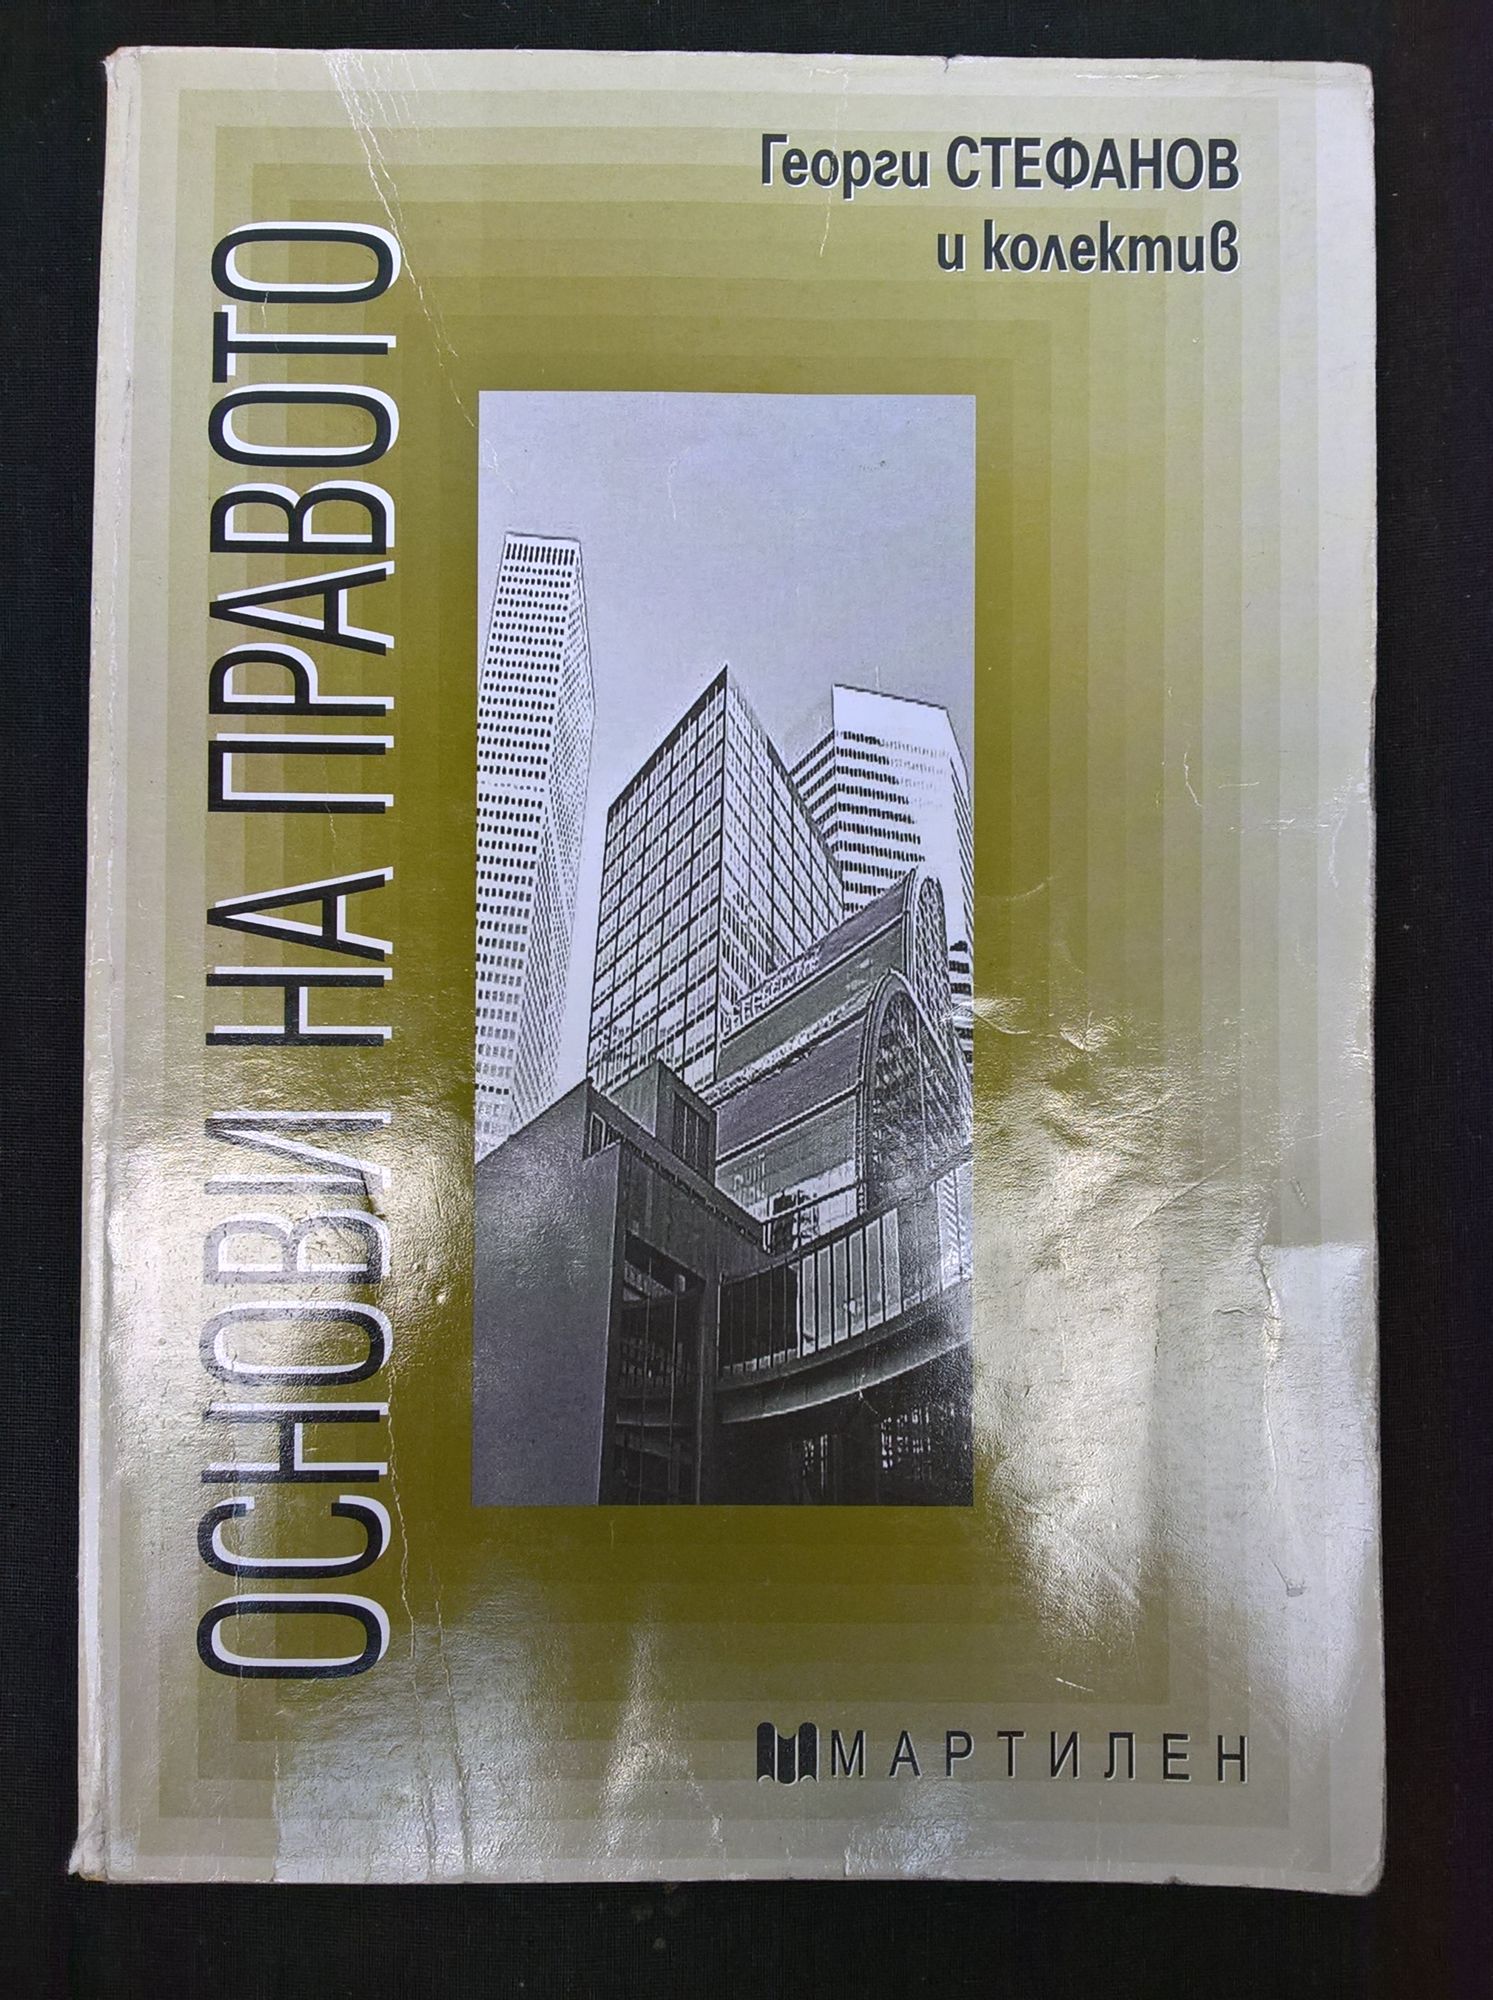 Георги СТЕФАНОВ
и колектив
ОСНОВИ НА ПРАВОТО
МАРТИЛЕН